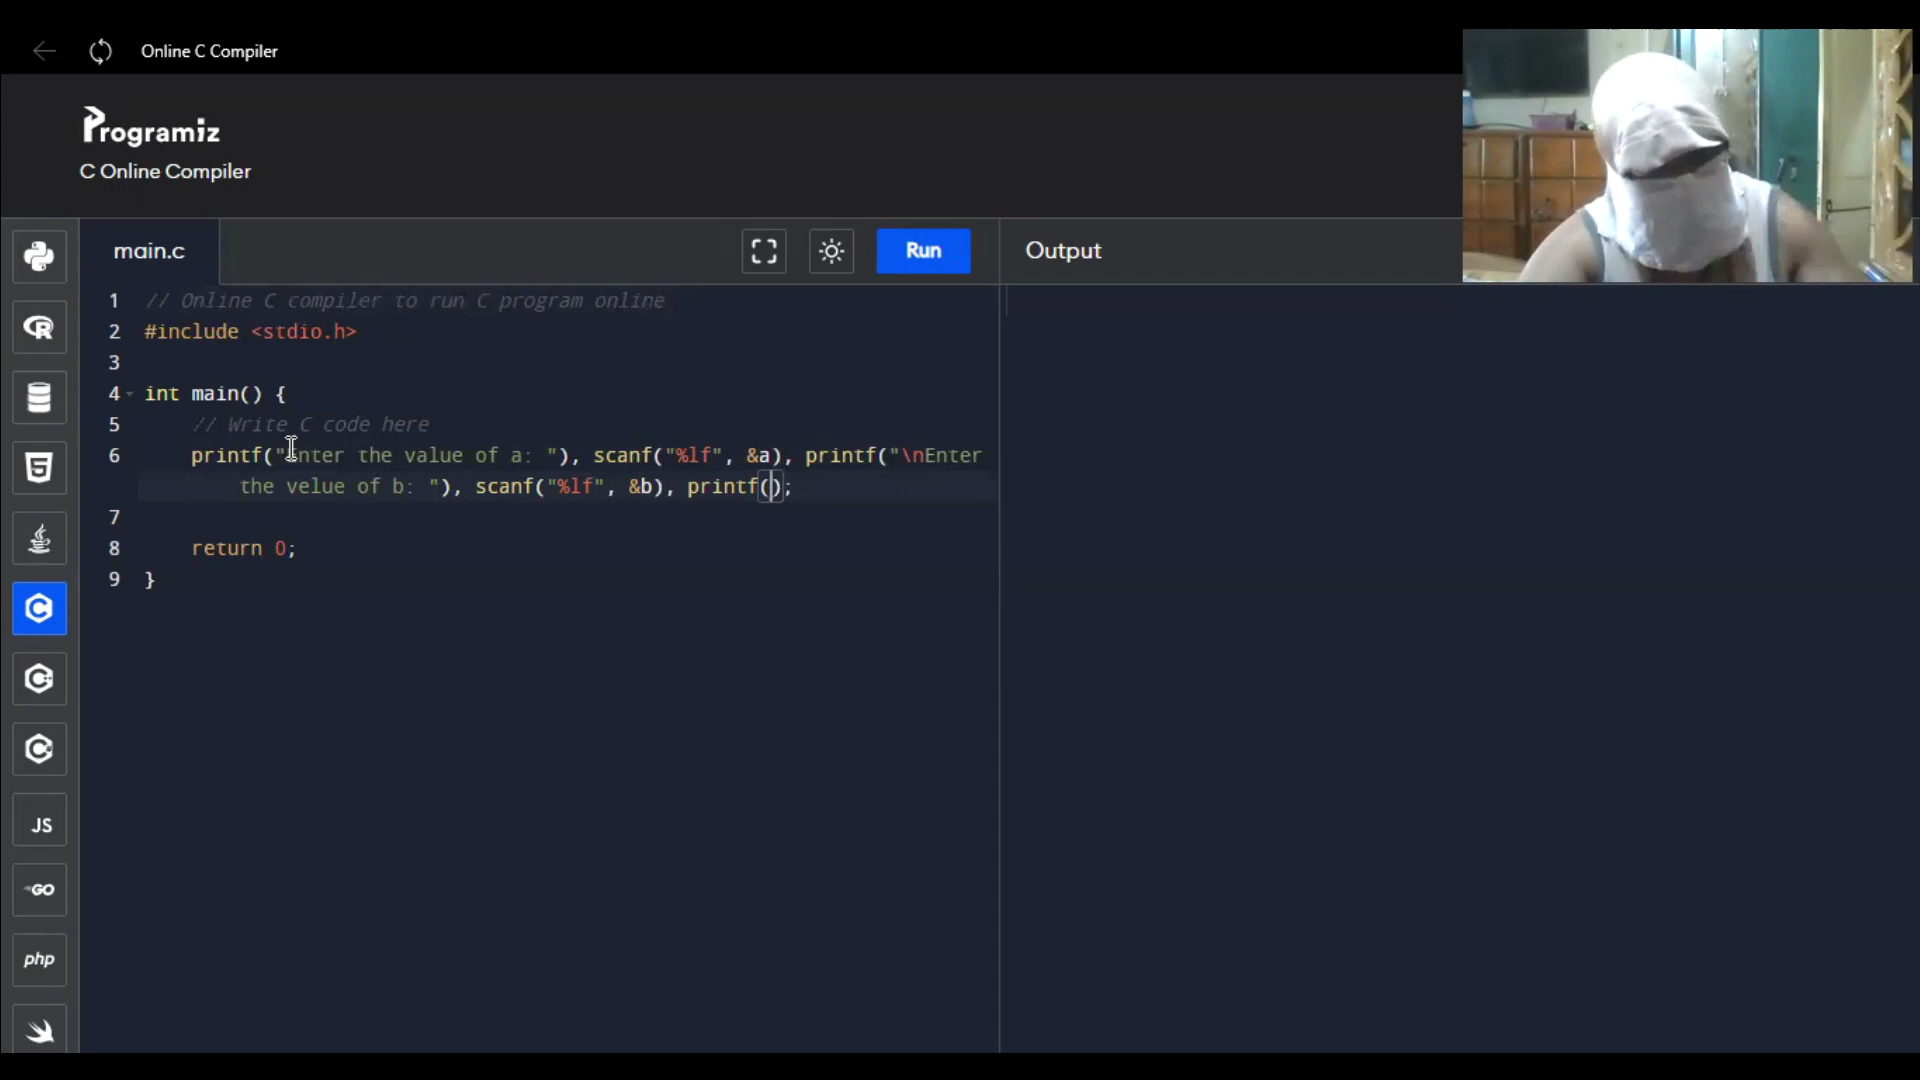 Online C Compiler
Programiz
C Online Compiler
main.c
Run
Output
1 // Online C compiler to run C program online
2 #include <stdio.h>
3
4 int main() {
5 // Write C code here
6 printf("Enter the value of a: "), scanf("%lf", &a), printf("\nEnter
the velue of b: "), scanf("%lf", &b), printf();
7
8 return 0;
9 }
JS
GO
php